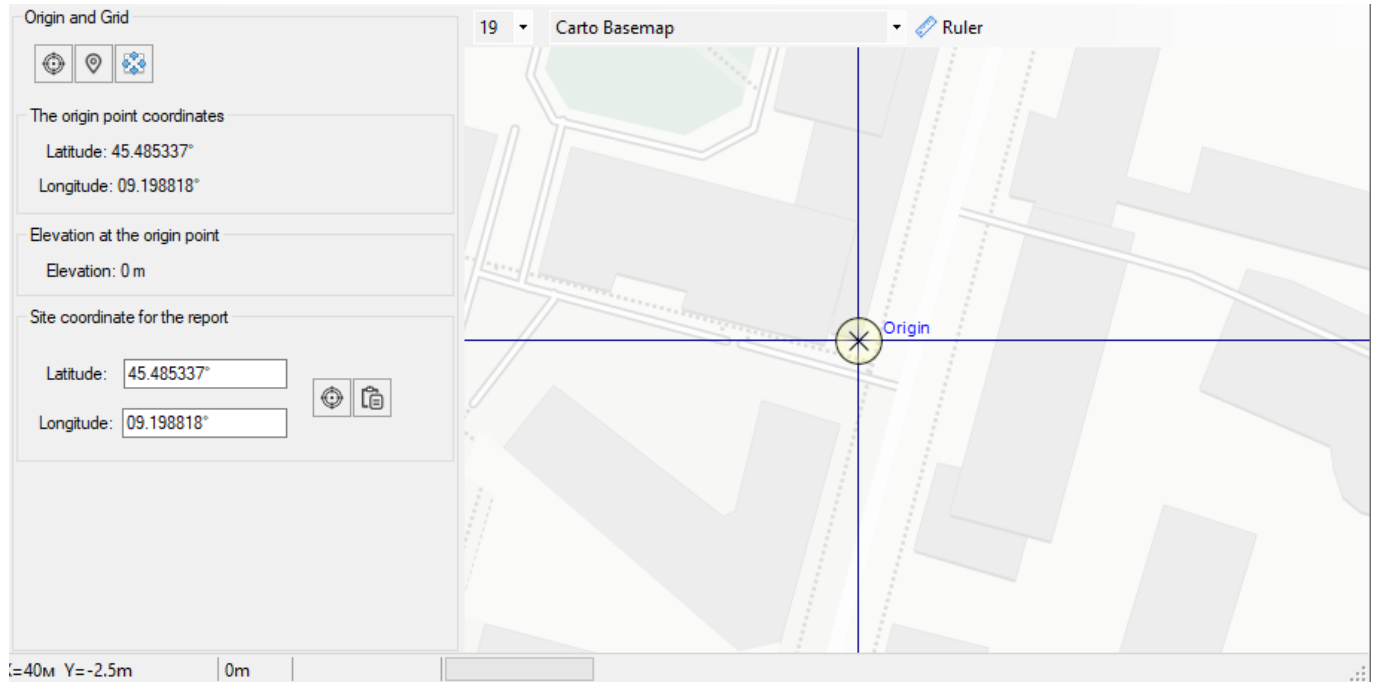 Origin and Grid
19 Carto Basemap Ruler
The origin point coordinates
Latitude: 45.485337°
Longitude: 09.198818°
Elevation at the origin point
Elevation: 0 m
Origin
Site coordinate for the report
Latitude: 45.485337°
Longitude: 09.198818°
=40м Y=-2.5m 0m